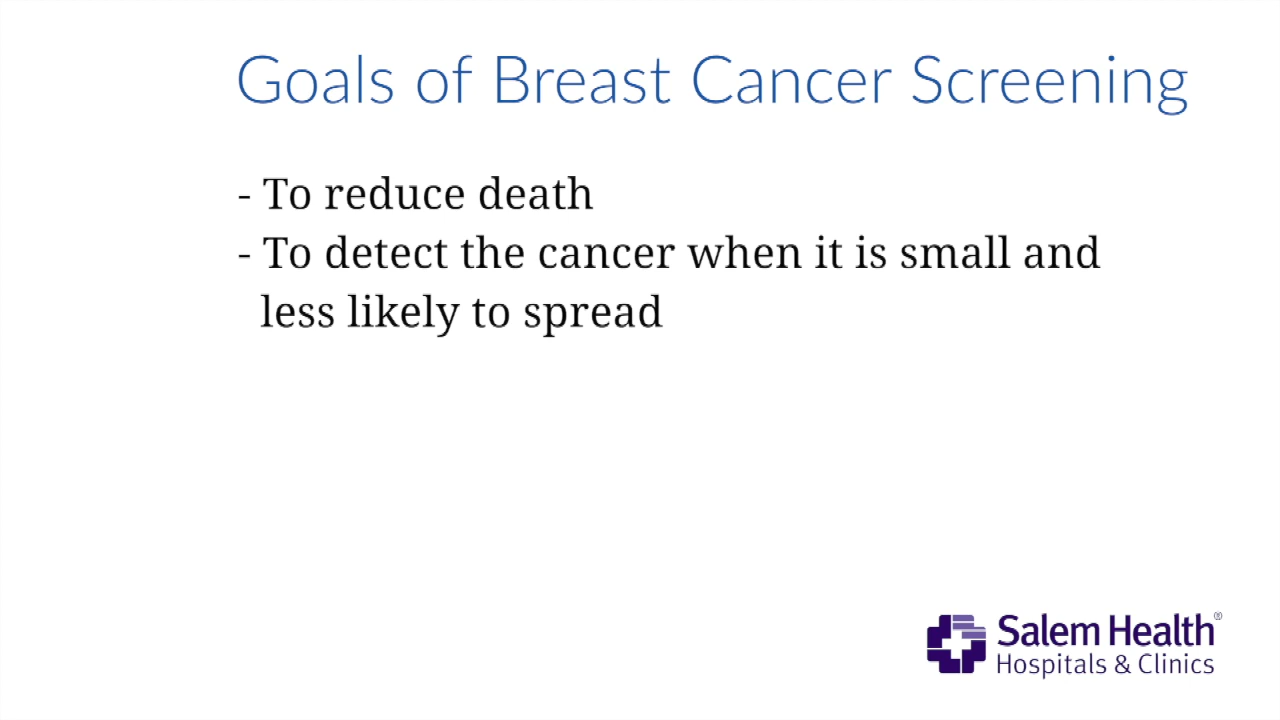 Goals of Breast Cancer Screening
- To reduce death
- To detect the cancer when it is small and
less likely to spread
Salem Health®
Hospitals & Clinics